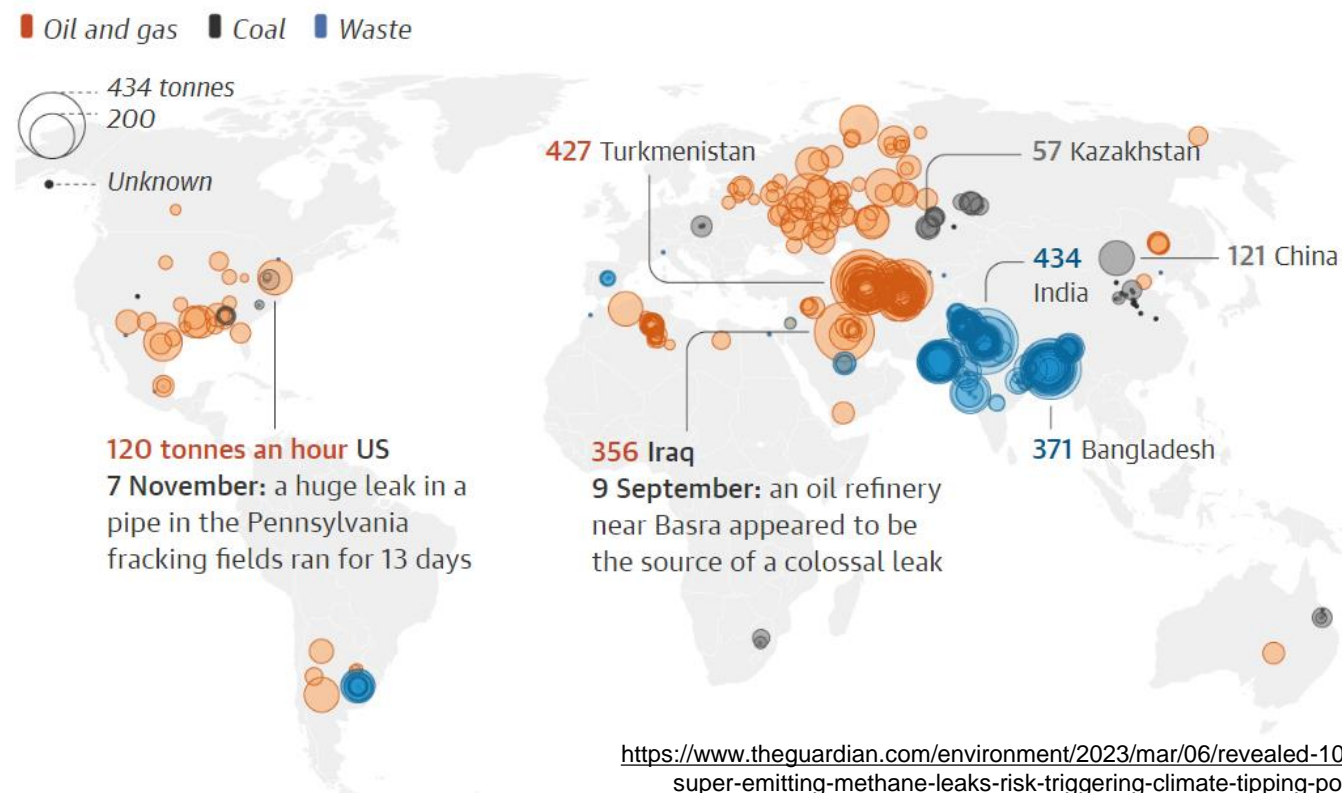 Oil and gas Coal Waste
434 tonnes
200
Unknown
427 Turkmenistan
57 Kazakhstan
434
India
121 China
120 tonnes an hour US
7 November: a huge leak in a
pipe in the Pennsylvania
fracking fields ran for 13 days
356 Iraq
9 September: an oil refinery
near Basra appeared to be
the source of a colossal leak
371 Bangladesh
https://www.theguardian.com/environment/2023/mar/06/revealed-10
super-emitting-methane-leaks-risk-triggering-climate-tipping-po